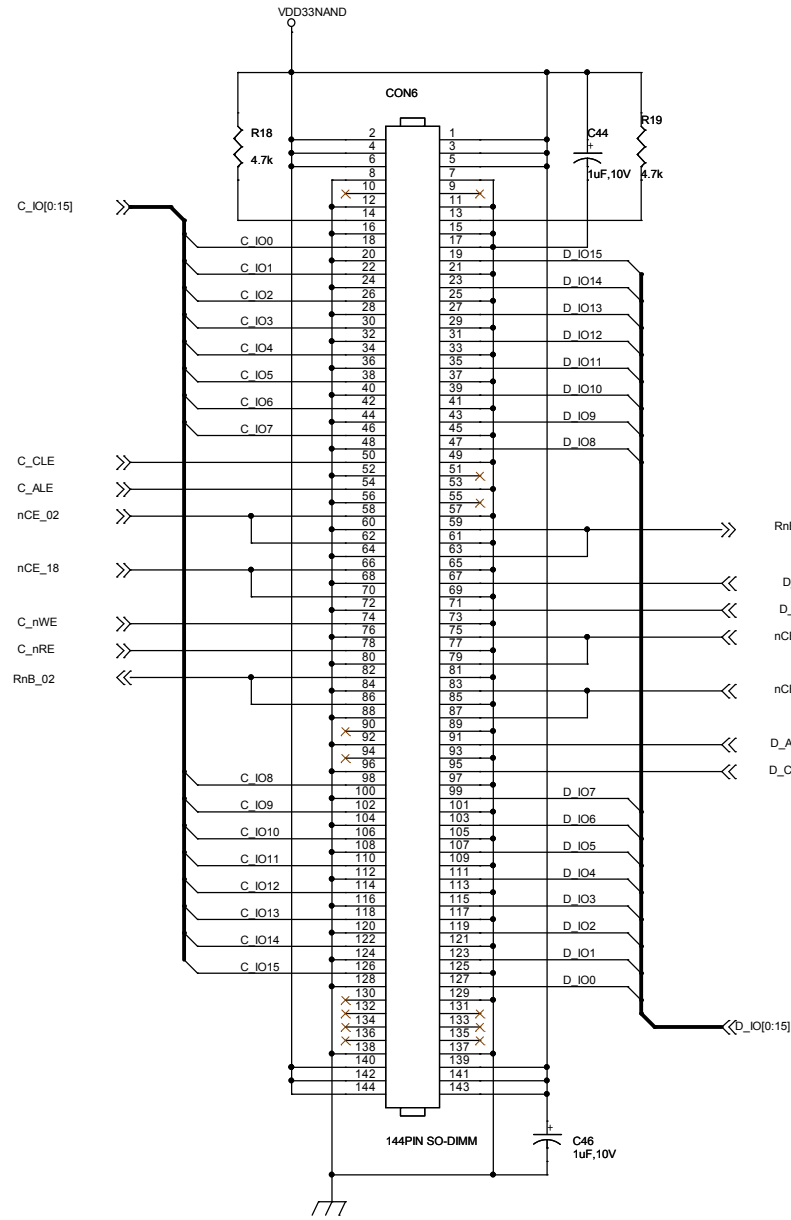 VDD33NAND
CON6
R18
4.7k
C44
+
1uF,10V
R19
4.7k
2 1
4 3
6 5
8 7
10 9
12 11
C_IO[0:15]
14 13
16 15
C_IO0 18 17
20 19 D_IO15
C_IO1 22 21
24 23 D_IO14
C_IO2 26 25
28 27 D_IO13
C_IO3 30 29
32 31 D_IO12
C_IO4 34 33
36 35 D_IO11
C_IO5 38 37
40 39 D_IO10
C_IO6 42 41
44 43 D_IO9
C_IO7 46 45
48 47 D_IO8
C_CLE 50 49
52 51
C_ALE 54 53
56 55
nCE_02 58 57
60 59
62 61
64 63
nCE_18 66 65
68 67 D_
70 69
72 71 D_
C_nWE 74 73
76 75
C_nRE 78 77
80 79
RnB_02 82 81
84 83
86 85
88 87
90 89
92 91 D_A
94 93
96 95 D_C
C_IO8 98 97
100 99 D_IO7
C_IO9 102 101
104 103 D_IO6
C_IO10 106 105
108 107 D_IO5
C_IO11 110 109
112 111 D_IO4
C_IO12 114 113
116 115 D_IO3
C_IO13 118 117
120 119 D_IO2
C_IO14 122 121
124 123 D_IO1
C_IO15 126 125
128 127 D_IO0
130 129
132 131
134 133
136 135
D_IO[0:15]
138 137
140 139
142 141
144 143
144PIN SO-DIMM
+
C46
1uF,10V